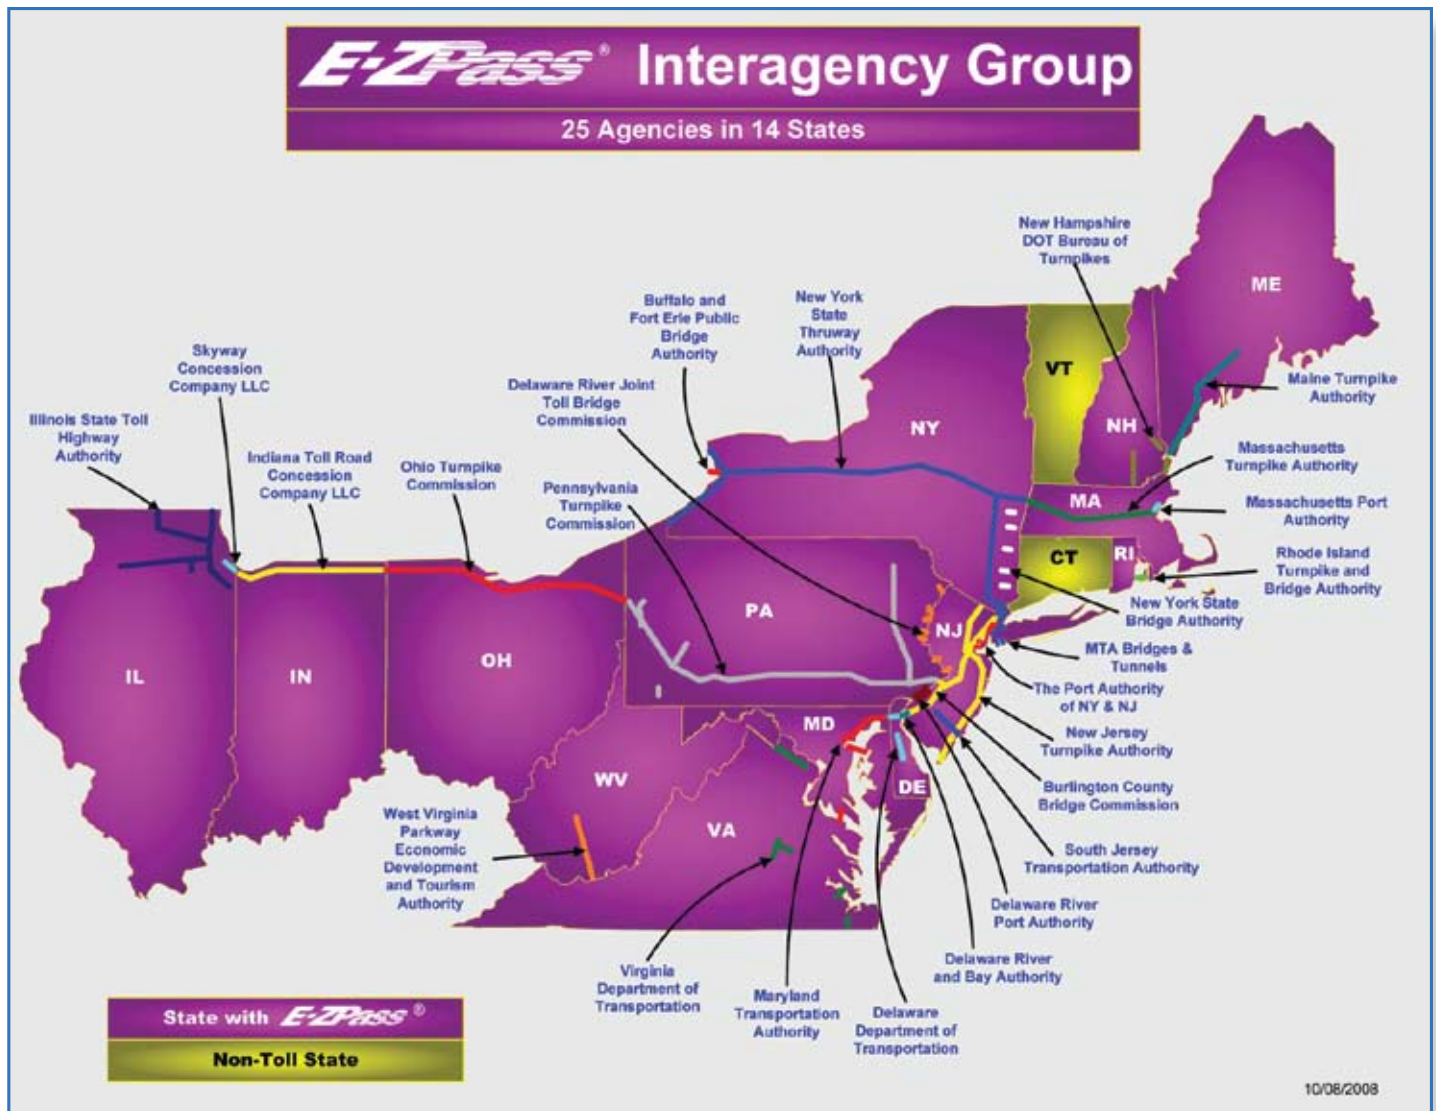 E-ZPass® Interagency Group
25 Agencies in 14 States
New Hampshire
DOT Bureau of
Turnpikes
ME
Buffalo and
Fort Erie Public
Bridge
Authority
New York
State
Thruway
Authority
Skyway
Concession
Company LLC
VT
Delaware River Joint
Toll Bridge
Commission
Maine Turnpike
Authority
Illinois State Toll
Highway
Authority
NY
NH
Indiana Toll Road
Concession
Company LLC
Ohio Turnpike
Commission
Massachusetts
Turnpike Authority
Pennsylvania
Turnpike
Commission
MA
Massachusetts Port
Authority
CT
RI
Rhode Island
Turnpike and
Bridge Authority
New York State
Bridge Authority
PA
NJ
MTA Bridges &
Tunnels
IL
IN
OH
The Port Authority
of NY & NJ
MD
New Jersey
Turnpike Authority
WV
DE
Burlington County
Bridge Commission
West Virginia
Parkway
Economic
Development
and Tourism
Authority
VA
South Jersey
Transportation Authority
Delaware River
Port Authority
Delaware River
and Bay Authority
Virginia
Department of
Transportation
Maryland
Transportation
Authority
Delaware
Department of
Transportation
State with E-ZPass®
Non-Toll State
10/08/2008